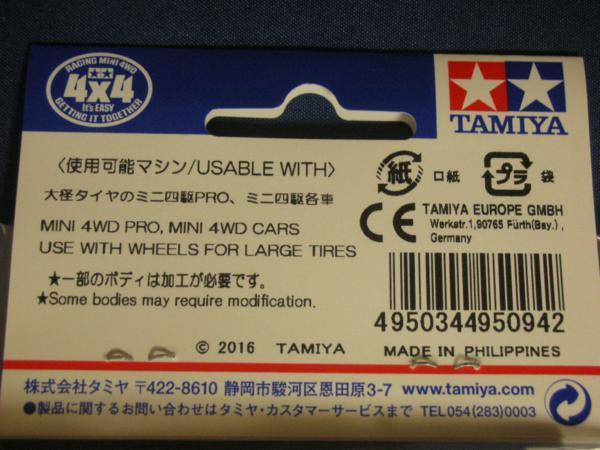 RACING MINI 4WD
4x4
It's EASY
GETTING IT TOGETHER
TAMIYA
〈使用可能マシン/USABLE WITH〉
大径タイヤのミニ四駆PRO、ミニ四駆各車
MINI 4WD PRO, MINI 4WD CARS
USE WITH WHEELS FOR LARGE TIRES
★一部のボディは加工が必要です。
★Some bodies may require modification.
© 2016 TAMIYA
紙 口紙
プラ 袋
CE
TAMIYA EUROPE GMBH
Werkstr.1,90765 Fürth(Bay.),
Germany
4950344950942
MADE IN PHILIPPINES
株式会社タミヤ 〒422-8610 静岡市駿河区恩田原3-7 www.tamiya.com
●製品に関するお問い合わせはタミヤ・カスタマーサービスまで TEL054(283)0003